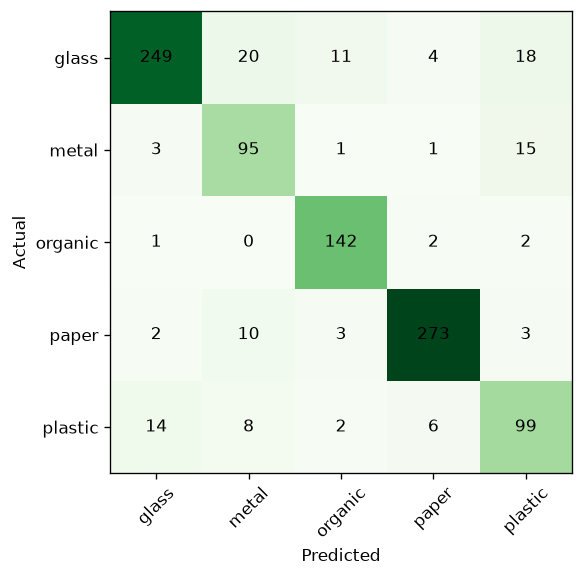 glass 249 20 11 4 18
metal 3 95 1 1 15
organic 1 0 142 2 2
paper 2 10 3 273 3
plastic 14 8 2 6 99
Actual
glass metal organic paper plastic
Predicted